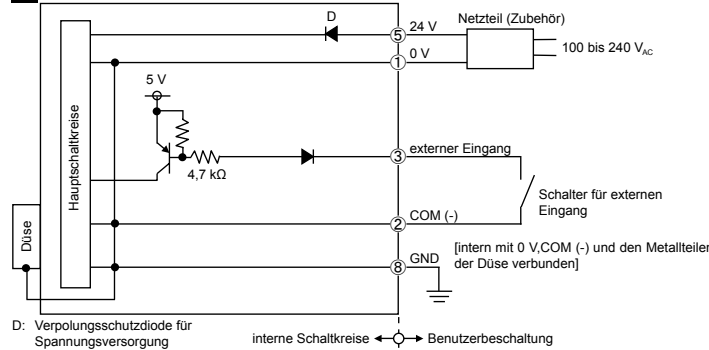 D
5
24 V
Netzteil (Zubehör)
100 bis 240 VAC
1
0 V
5 V
Hauptschaltkreise
4,7 kΩ
3
externer Eingang
Schalter für externen
Eingang
2
COM (-)
Düse
[intern mit 0 V,COM (-) und den Metallteilen
der Düse verbunden]
8
GND
D: Verpolungsschutzdiode für
Spannungsversorgung
interne Schaltkreise
Benutzerbeschaltung